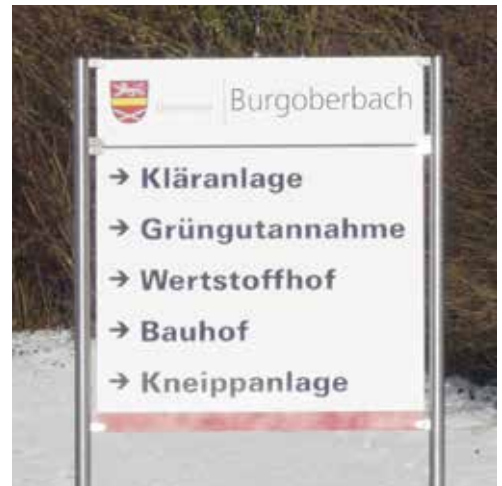 Burgoberbach
→ Kläranlage
→ Grüngutannahme
→ Wertstoffhof
→ Bauhof
→ Kneippanlage